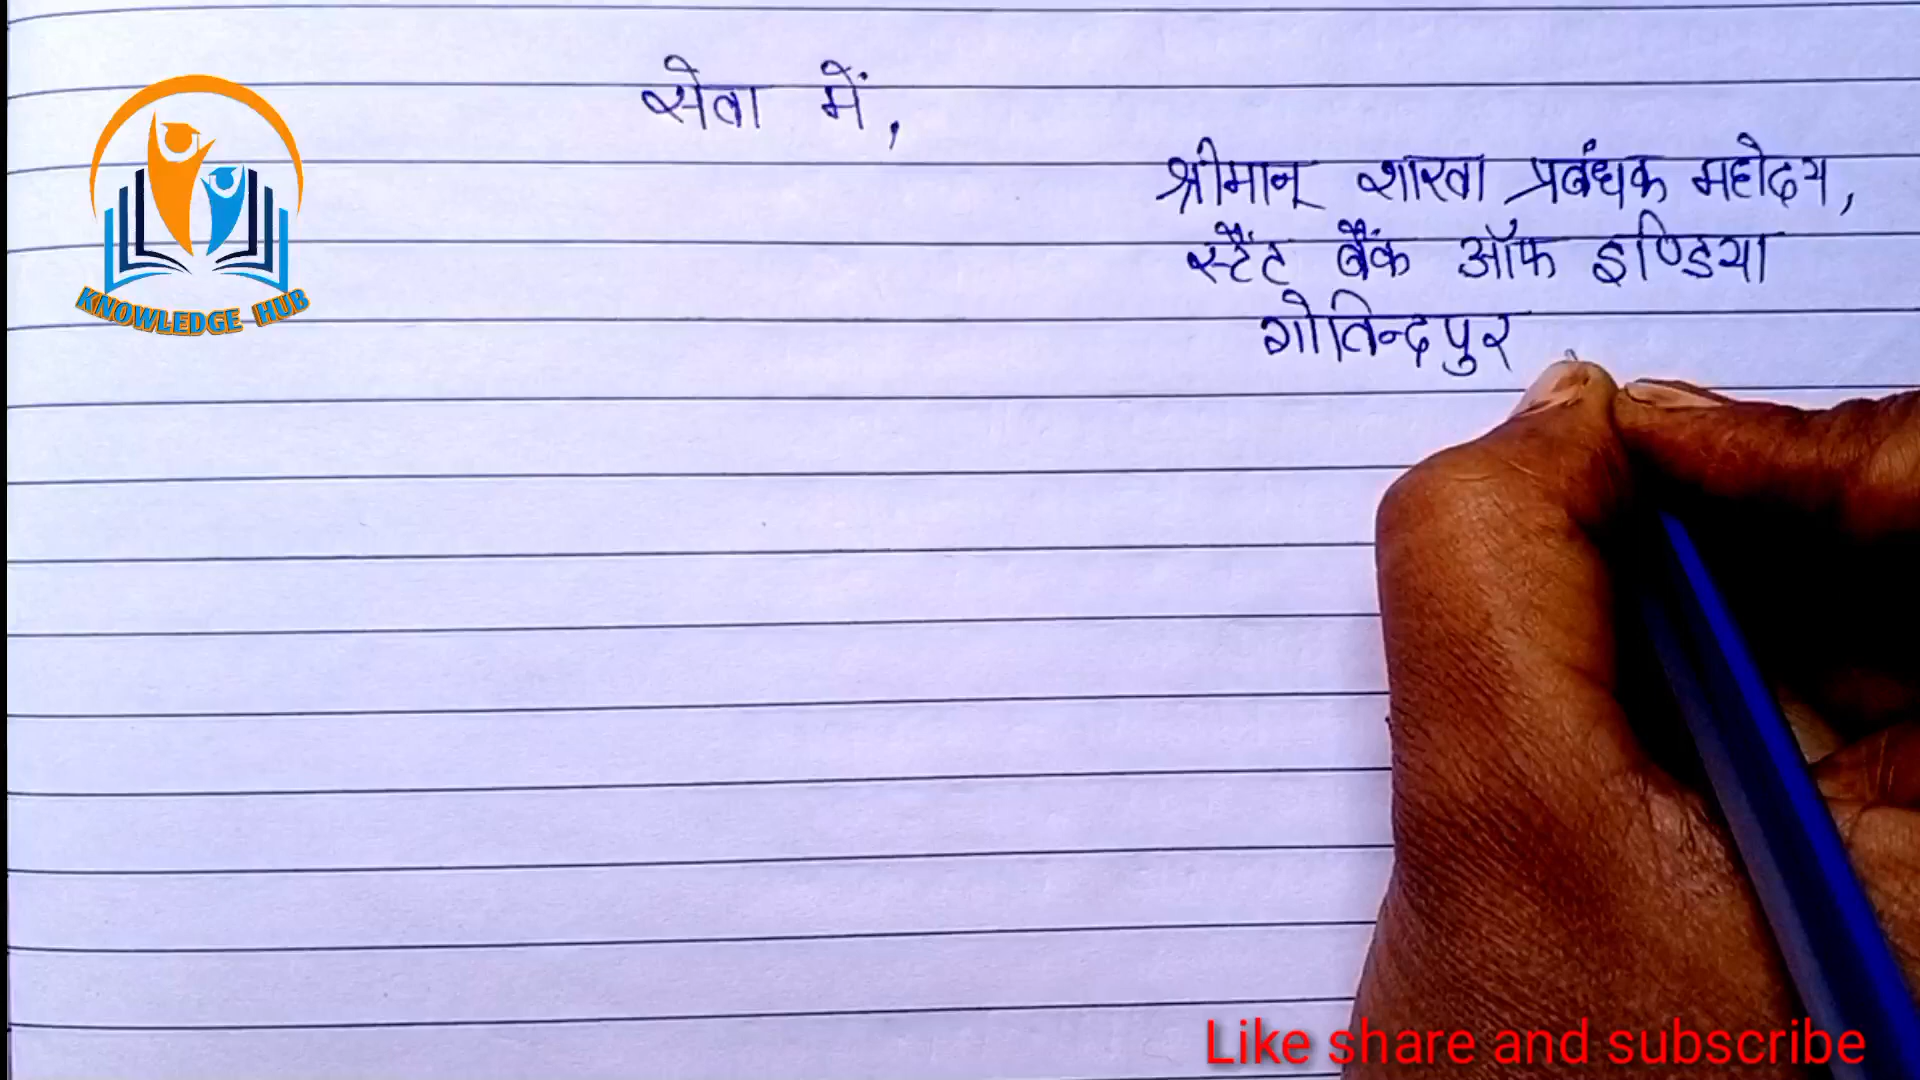 सेवा में,
श्रीमान् शाखा प्रबंधक महोदय,
स्टैट बैंक ऑफ इण्डिया
गोविन्दपुर
KNOWLEDGE HUB
Like share and subscribe